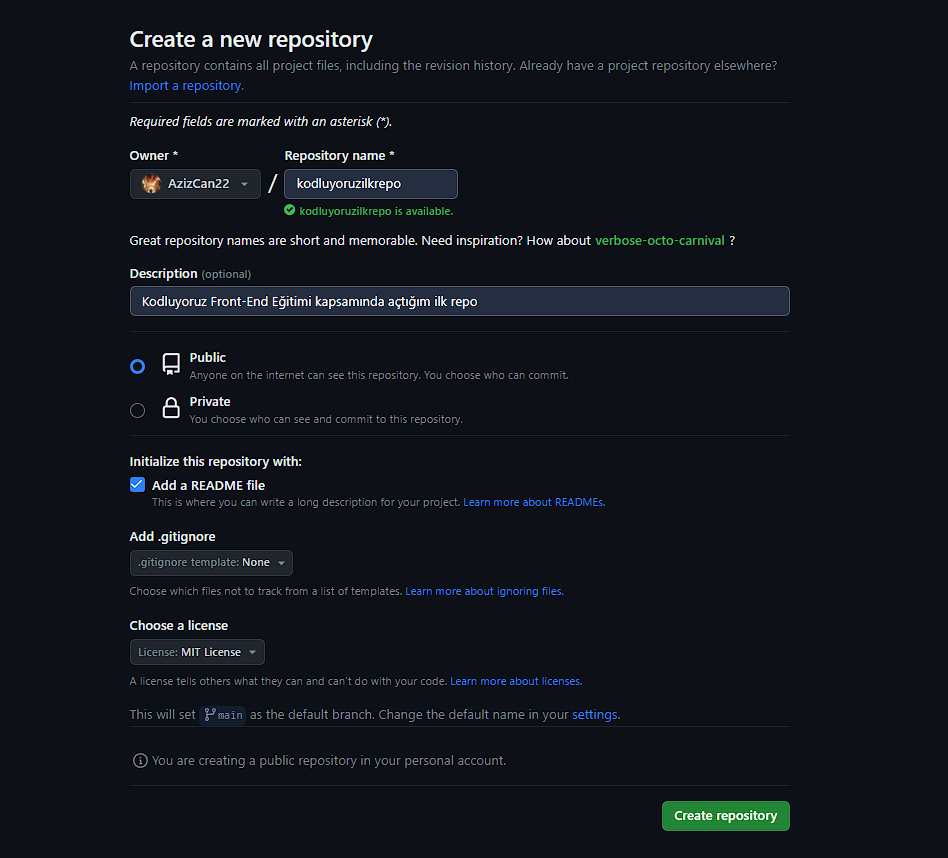 Create a new repository
A repository contains all project files, including the revision history. Already have a project repository elsewhere?
Import a repository.
Required fields are marked with an asterisk (*).
Owner * Repository name *
AzizCan22 / kodluyoruzilkrepo
kodluyoruzilkrepo is available.
Great repository names are short and memorable. Need inspiration? How about verbose-octo-carnival ?
Description (optional)
Kodluyoruz Front-End Eğitimi kapsamında açtığım ilk repo
Public
Anyone on the internet can see this repository. You choose who can commit.
Private
You choose who can see and commit to this repository.
Initialize this repository with:
Add a README file
This is where you can write a long description for your project. Learn more about READMEs.
Add .gitignore
.gitignore template: None
Choose which files not to track from a list of templates. Learn more about ignoring files.
Choose a license
License: MIT License
A license tells others what they can and can't do with your code. Learn more about licenses.
This will set main as the default branch. Change the default name in your settings.
You are creating a public repository in your personal account.
Create repository